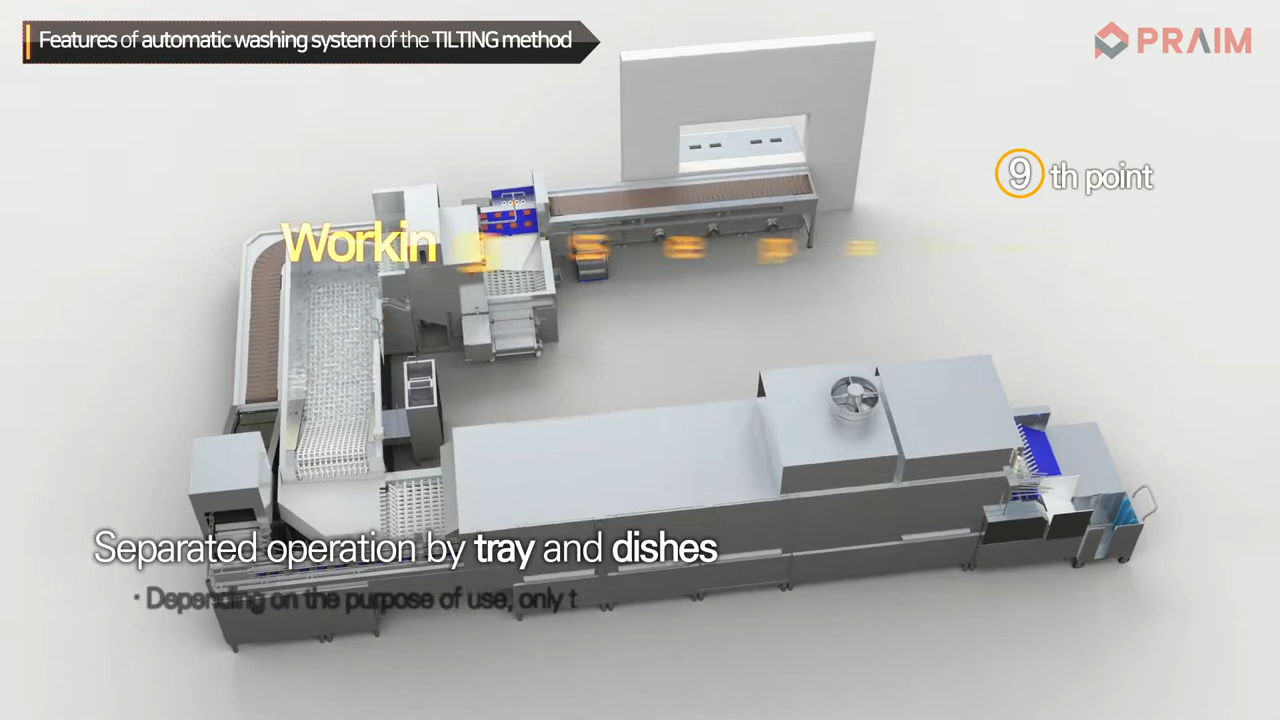 Features of automatic washing system of the TILTING method
PRAIM
9 th point
Workin
Separated operation by tray and dishes
· Depending on the purpose of use, only t